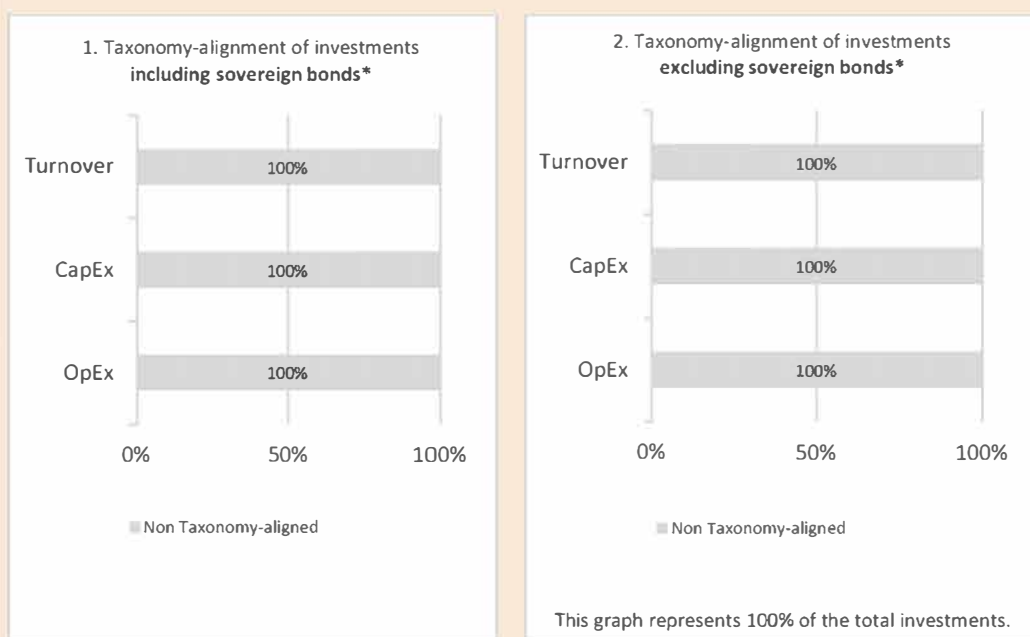 1. Taxonomy-alignment of investments
including sovereign bonds*
Turnover
100%
CapEx
100%
OpEx
100%
0%
50%
100%
Non Taxonomy-aligned
2. Taxonomy-alignment of investments
excluding sovereign bonds*
Turnover
100%
CapEx
100%
OpEx
100%
0%
50%
100%
Non Taxonomy-aligned
This graph represents 100% of the total investments.